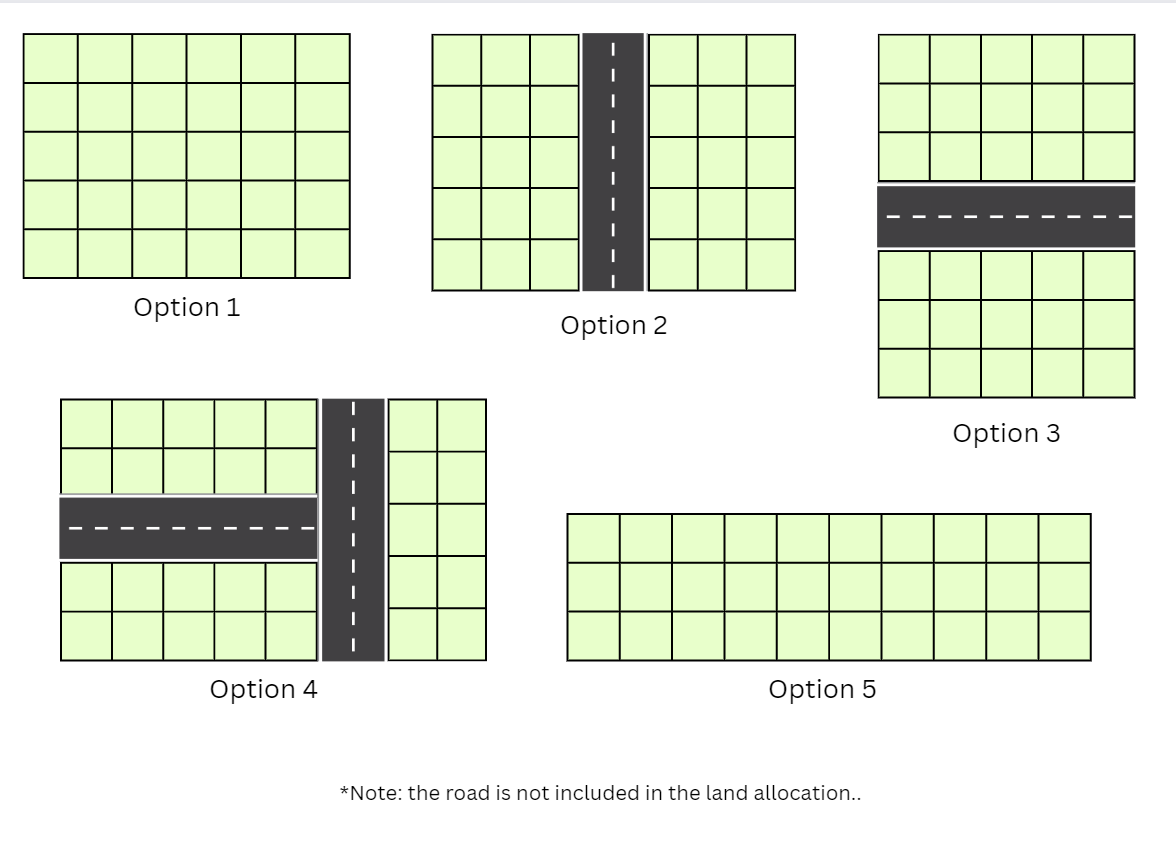 Option 1
Option 2
Option 3
Option 4
Option 5
*Note: the road is not included in the land allocation..